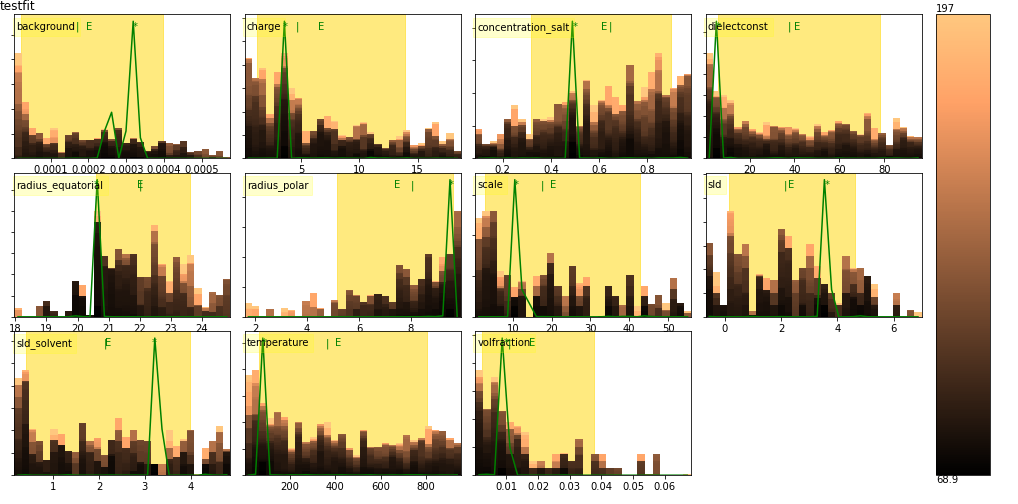 testfit
197
background | E *
charge * | E
concentration_salt * E |
dielectconst * | E
0.0001 0.0002 0.0003 0.0004 0.0005
5 10 15
0.2 0.4 0.6 0.8
20 40 60 80
radius_equatorial E
radius_polar E | *
scale * | E
sld | E *
18 19 20 21 22 23 24
2 4 6 8
10 20 30 40 50
0 2 4 6
sld_solvent E *
temperature | E
volfraction E
1 2 3 4
200 400 600 800
0.01 0.02 0.03 0.04 0.05 0.06
68.9